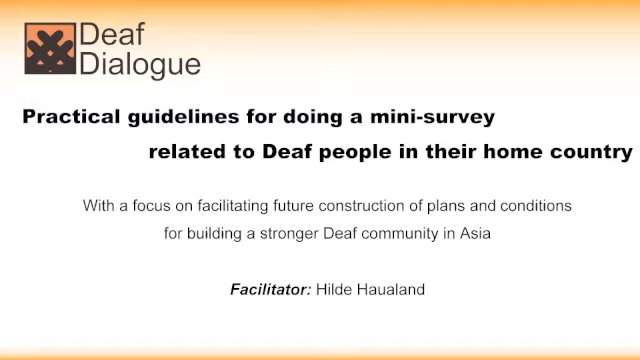 Deaf
Dialogue
Practical guidelines for doing a mini-survey
related to Deaf people in their home country
With a focus on facilitating future construction of plans and conditions
for building a stronger Deaf community in Asia
Facilitator: Hilde Haualand